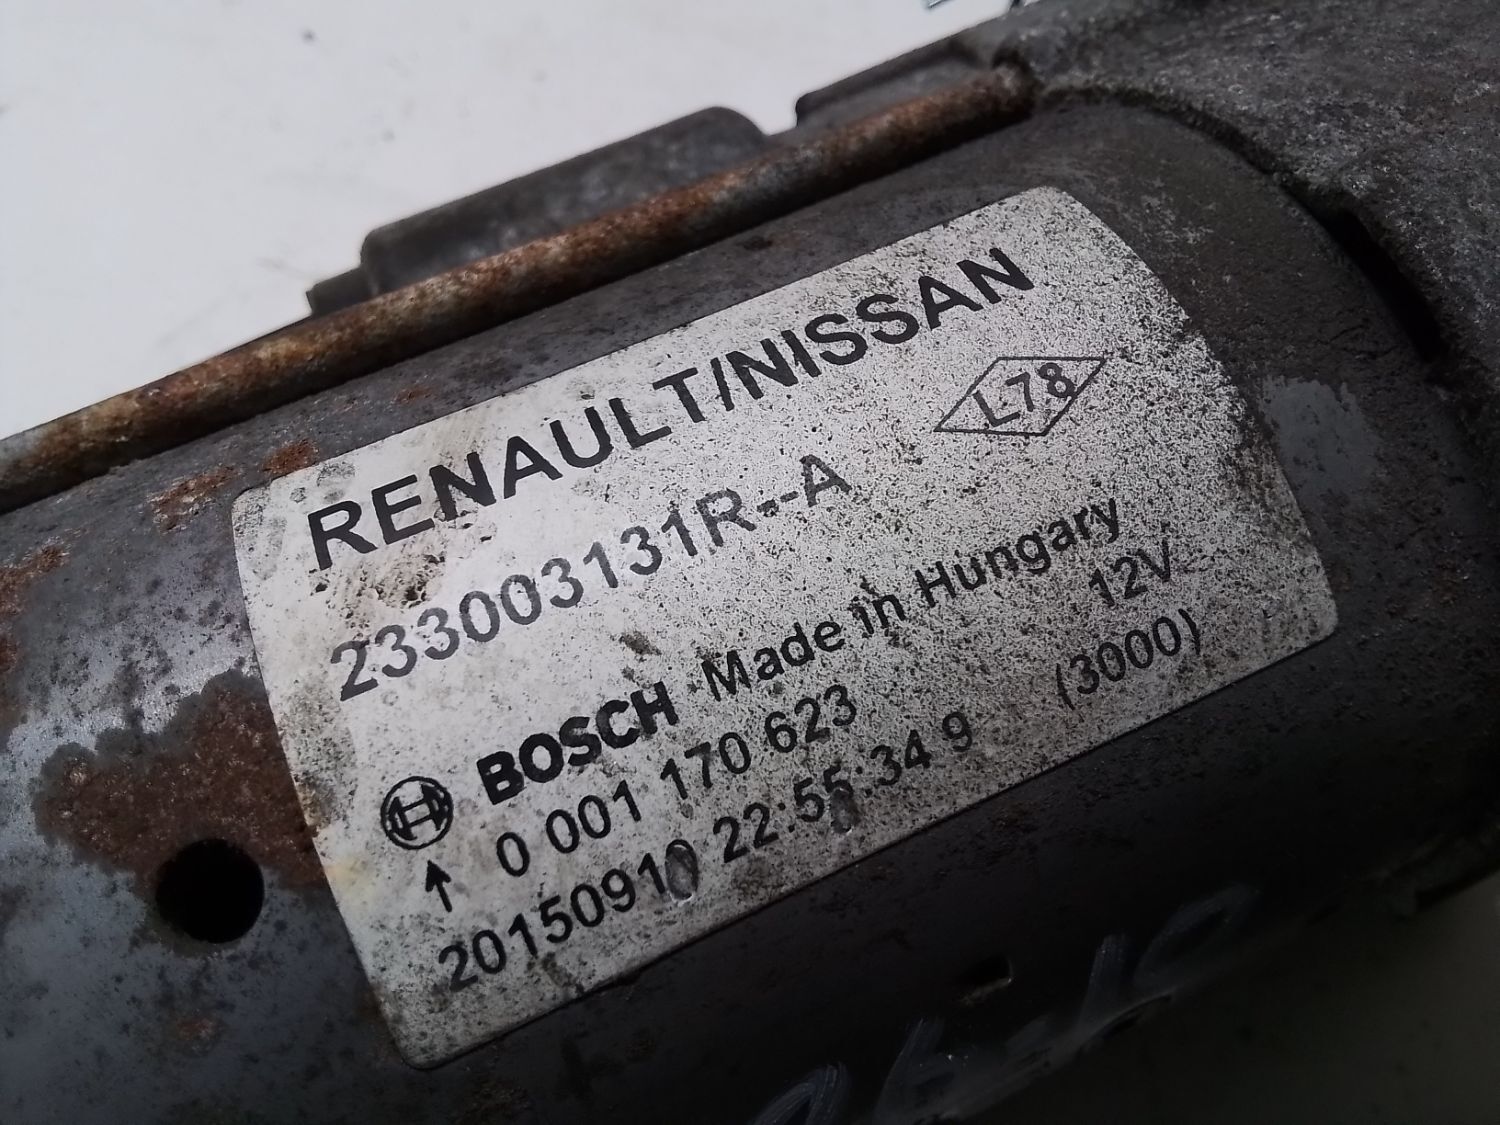 RENAULT/NISSAN
L78
233003131R--A
BOSCH Made in Hungary
0 001 170 623 12V
20150910 22:55:34 9 (3000)